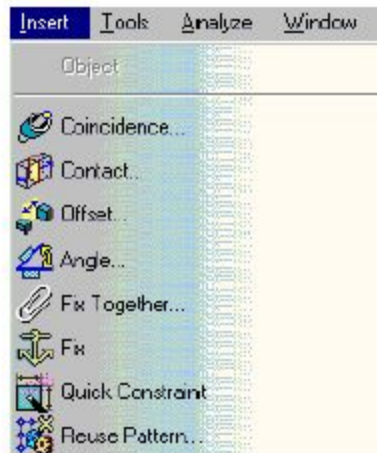 Insert Tools Analyze Window
Object
Coincidence...
Contact...
Offset...
Angle...
Fix Together...
Fix
Quick Constraint
Reuse Pattern...